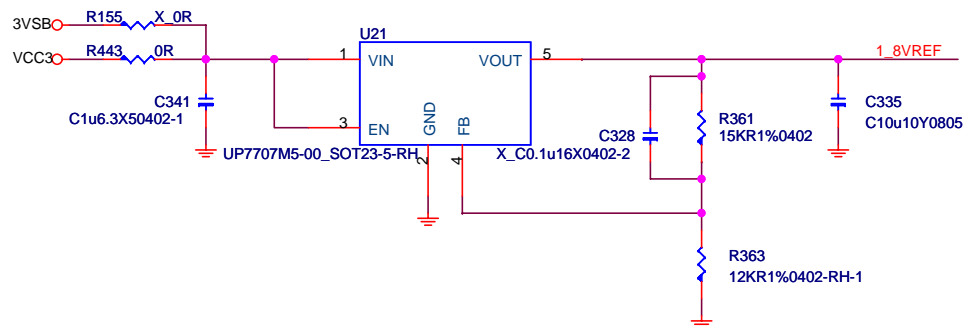 3VSB R155 X_0R
VCC3 R443 0R
U21
1 VIN VOUT 5 1_8VREF
C341
C1u6.3X50402-1
3 EN GND FB
2 4
UP7707M5-00_SOT23-5-RH
C328
X_C0.1u16X0402-2
R361
15KR1%0402
C335
C10u10Y0805
R363
12KR1%0402-RH-1